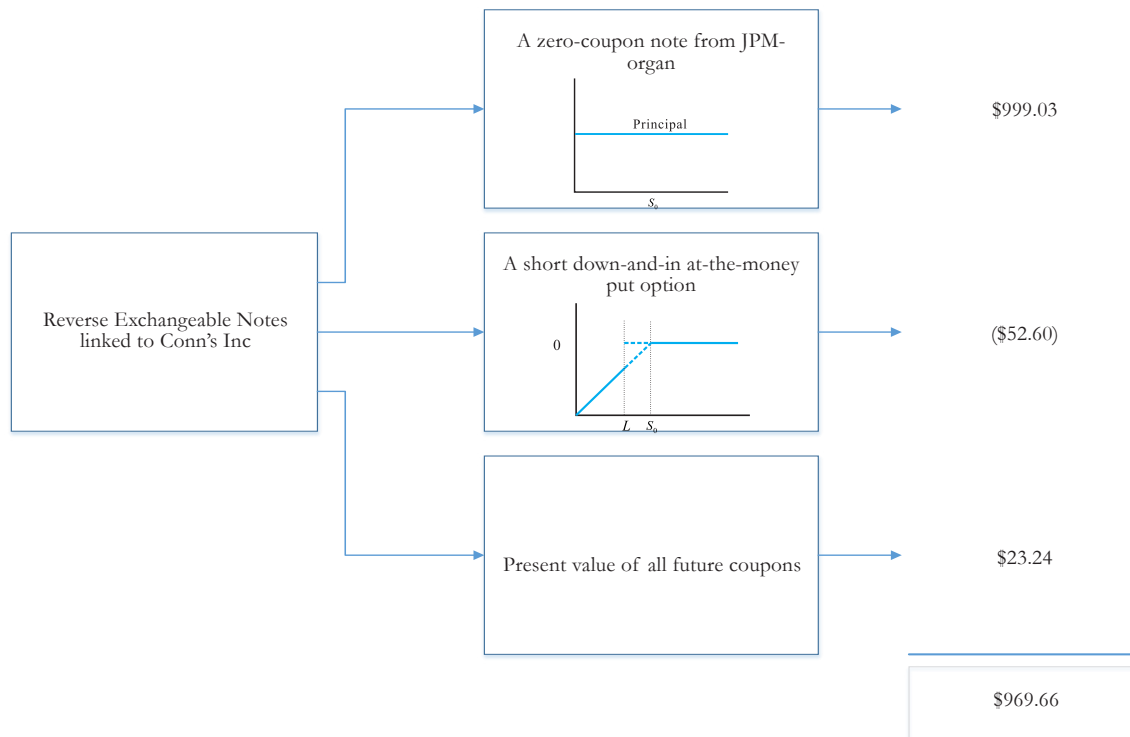 A zero-coupon note from JPM-
organ
Principal
S₀
$999.03
Reverse Exchangeable Notes
linked to Conn's Inc
A short down-and-in at-the-money
put option
0
L S₀
($52.60)
Present value of all future coupons
$23.24
$969.66